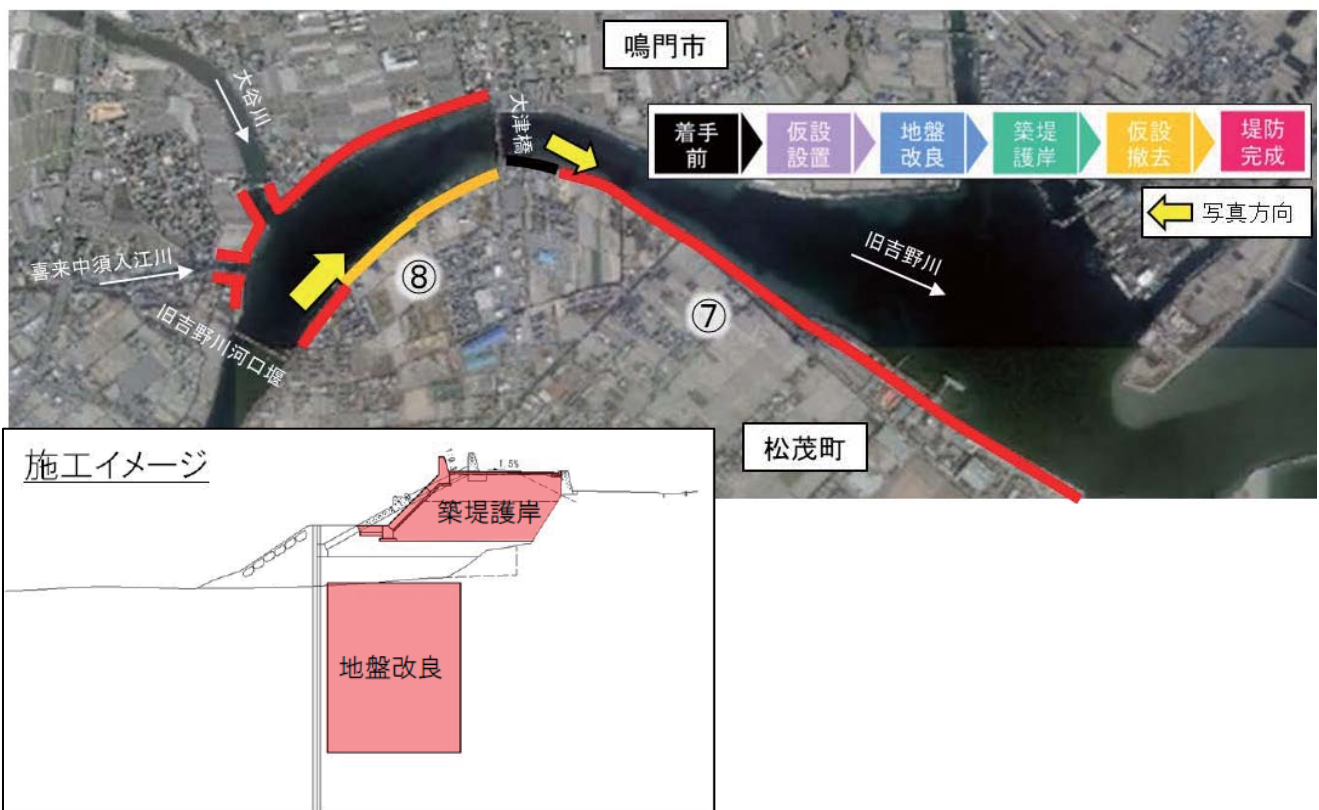 鳴門市
大谷川
大津橋
着手前
仮設設置
地盤改良
築堤護岸
仮設撤去
堤防完成
写真方向
喜来中須入江川
旧吉野川
⑧
⑦
旧吉野川河口堰
松茂町
施工イメージ
1.5%
築堤護岸
地盤改良